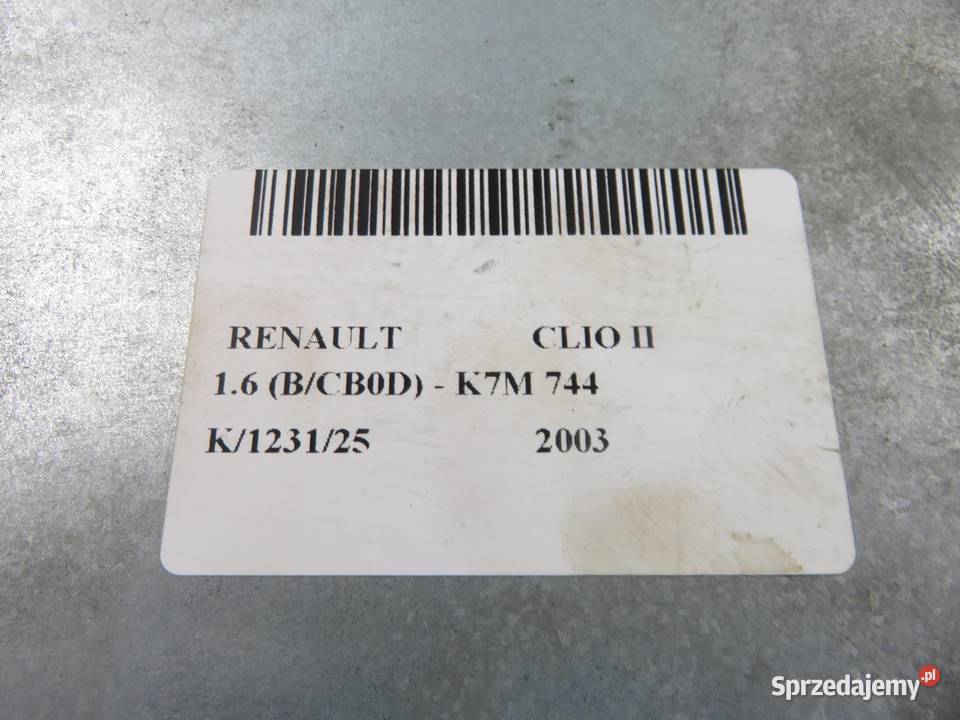 RENAULT CLIO II
1.6 (B/CB0D) - K7M 744
K/1231/25 2003
Sprzedajemy.pl